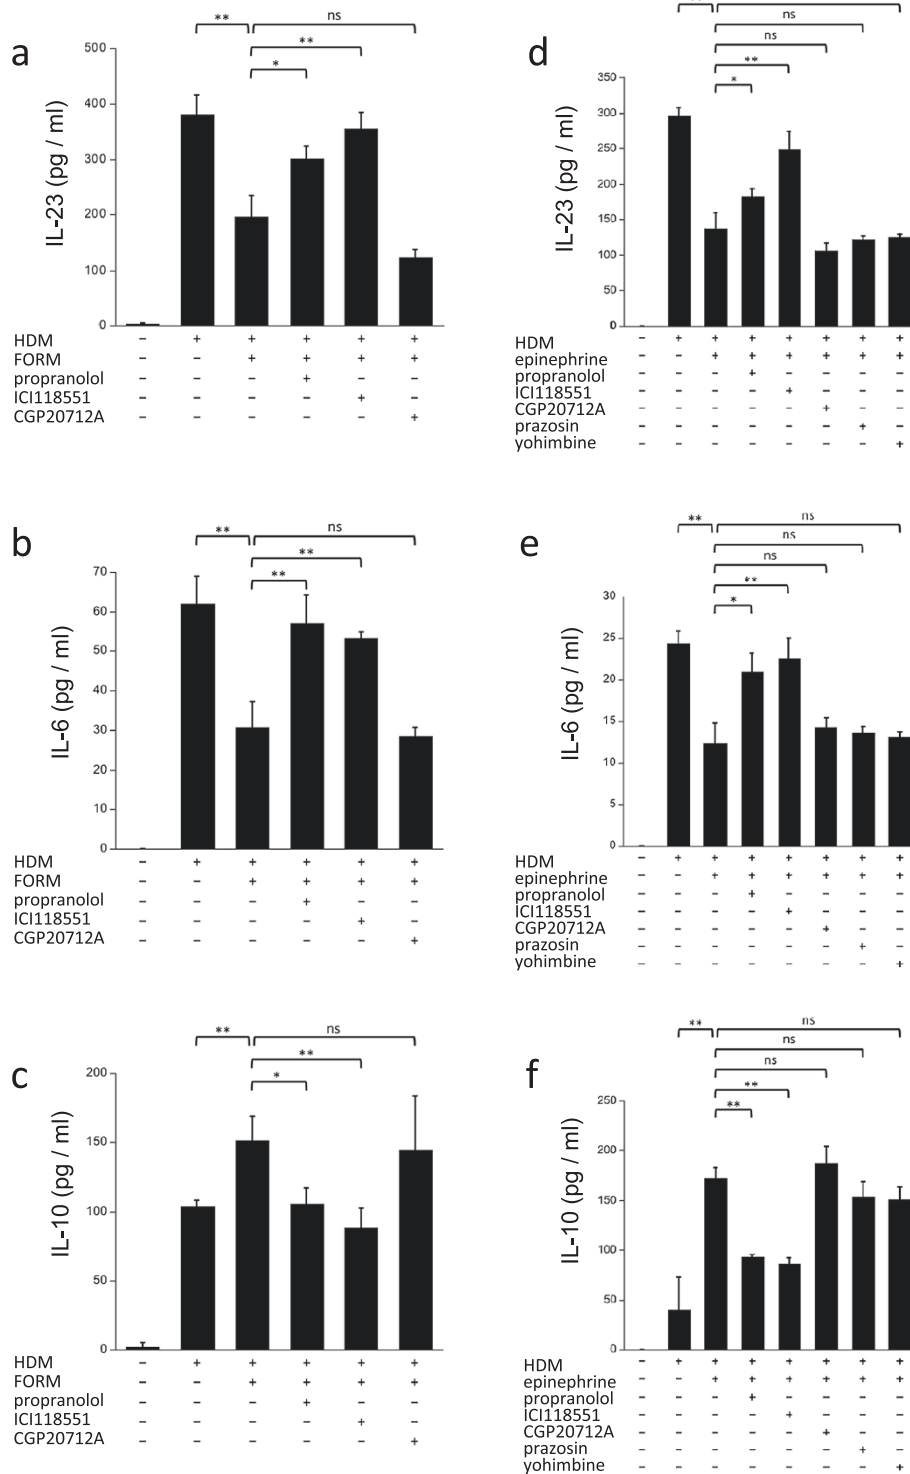 a
** ns
**
*
IL-23 (pg / ml)
500
400
300
200
100
0
HDM – + + + + +
FORM – – + + + +
propranolol – – – + – –
ICI118551 – – – – + –
CGP20712A – – – – – +
d
**
ns
ns
**
*
IL-23 (pg / ml)
350
300
250
200
150
100
50
0
HDM – + + + + + + +
epinephrine – – + + + + + +
propranolol – – – + – – – –
ICI118551 – – – – + – – –
CGP20712A – – – – – + – –
prazosin – – – – – – + –
yohimbine – – – – – – – +
b
** ns
**
**
IL-6 (pg / ml)
70
60
50
40
30
20
10
0
HDM – + + + + +
FORM – – + + + +
propranolol – – – + – –
ICI118551 – – – – + –
CGP20712A – – – – – +
e
** ns
ns
ns
**
*
IL-6 (pg / ml)
30
25
20
15
10
5
0
HDM – + + + + + + +
epinephrine – – + + + + + +
propranolol – – – + – – – –
ICI118551 – – – – + – – –
CGP20712A – – – – – + – –
prazosin – – – – – – + –
yohimbine – – – – – – – +
c
** ns
**
*
IL-10 (pg / ml)
200
150
100
50
0
HDM – + + + + +
FORM – – + + + +
propranolol – – – + – –
ICI118551 – – – – + –
CGP20712A – – – – – +
f
** ns
ns
ns
**
**
IL-10 (pg / ml)
250
200
150
100
50
0
HDM – + + + + + + +
epinephrine – – + + + + + +
propranolol – – – + – – – –
ICI118551 – – – – + – – –
CGP20712A – – – – – + – –
prazosin – – – – – – + –
yohimbine – – – – – – – +